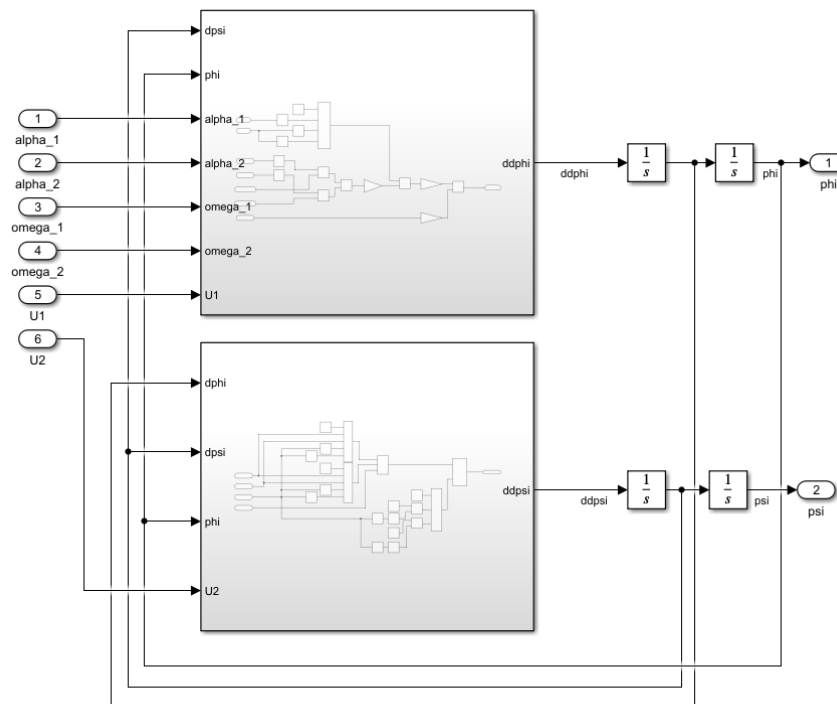 dpsi
phi
1
alpha_1
alpha_1
2
alpha_2
alpha_2
3
omega_1
omega_1
4
omega_2
omega_2
5
U1
U1
6
U2
ddphi
ddphi
1
s
1
s
phi
1
phi
dphi
dpsi
phi
U2
ddpsi
ddpsi
1
s
1
s
psi
2
psi